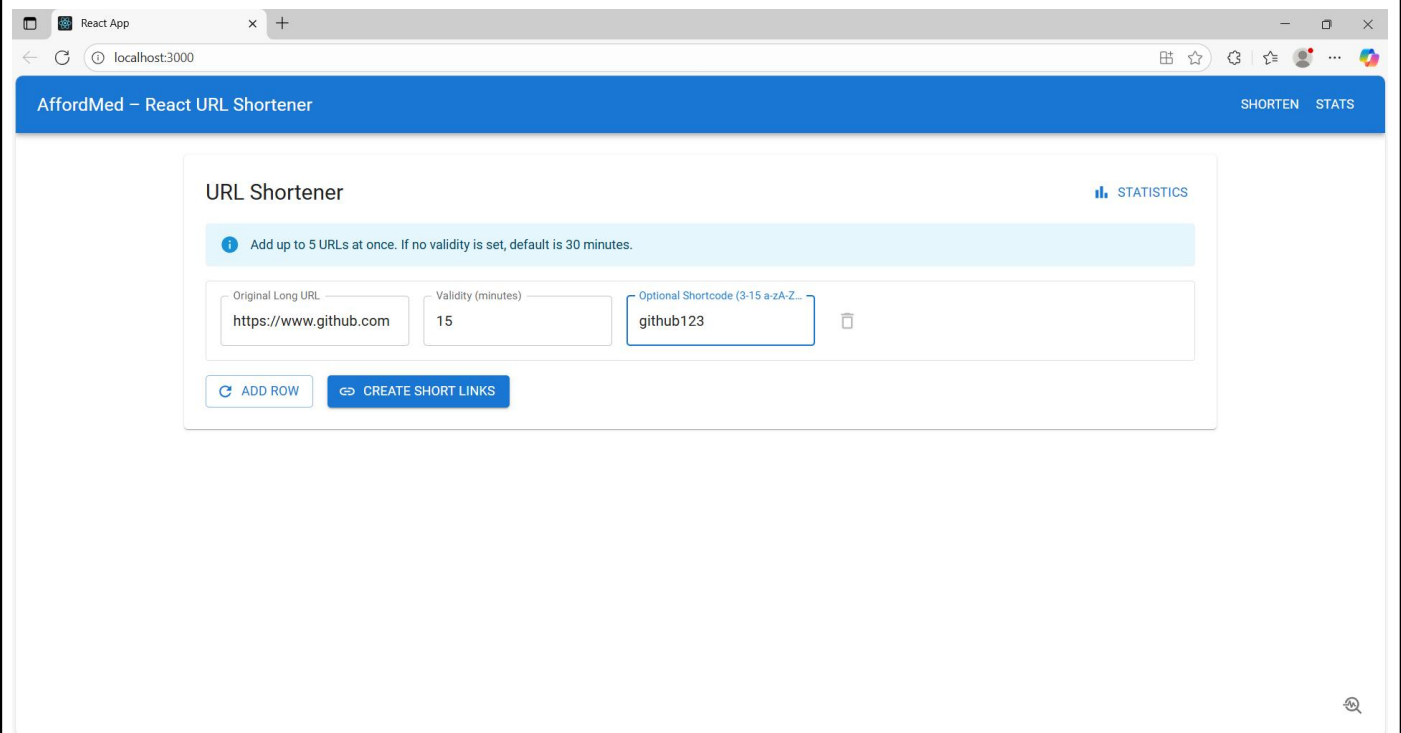 React App
localhost:3000
AffordMed – React URL Shortener
SHORTEN STATS
URL Shortener
STATISTICS
Add up to 5 URLs at once. If no validity is set, default is 30 minutes.
Original Long URL
https://www.github.com
Validity (minutes)
15
Optional Shortcode (3-15 a-zA-Z...
github123
ADD ROW
CREATE SHORT LINKS